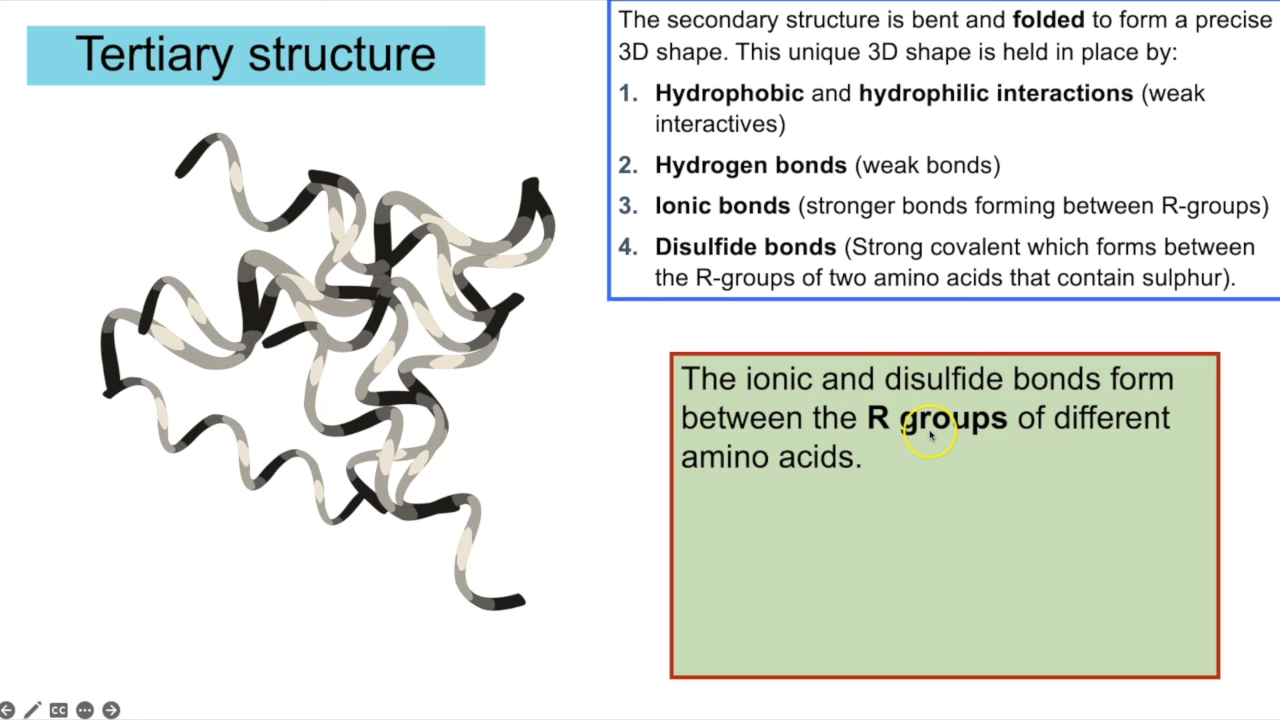 Tertiary structure
The secondary structure is bent and folded to form a precise
3D shape. This unique 3D shape is held in place by:
1. Hydrophobic and hydrophilic interactions (weak
interactives)
2. Hydrogen bonds (weak bonds)
3. Ionic bonds (stronger bonds forming between R-groups)
4. Disulfide bonds (Strong covalent which forms between
the R-groups of two amino acids that contain sulphur).
The ionic and disulfide bonds form
between the R groups of different
amino acids.
CC